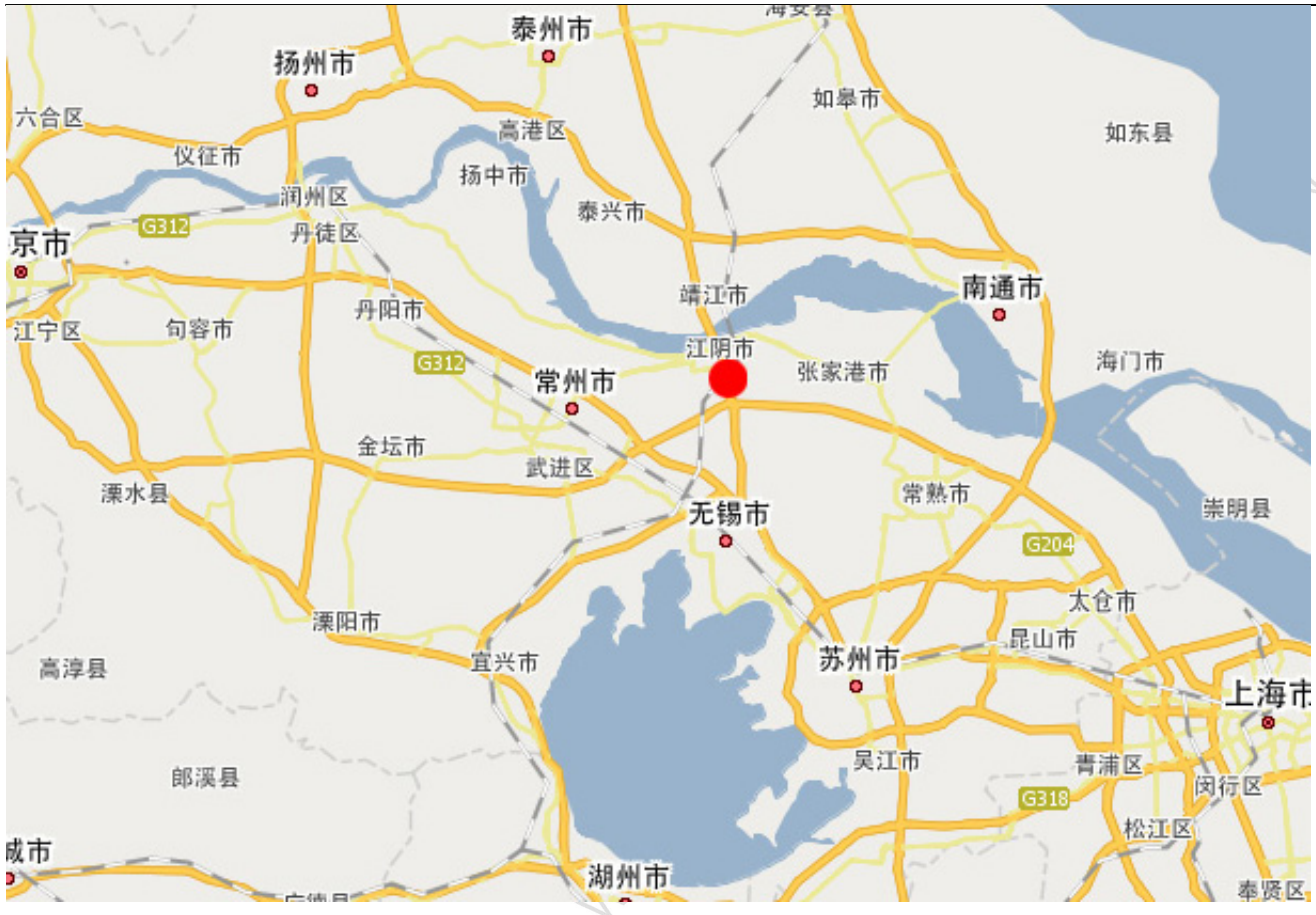 海安县
泰州市
扬州市
如皋市
六合区
高港区
如东县
仪征市
扬中市
润州区
泰兴市
G312
丹徒区
京市
南通市
靖江市
丹阳市
句容市
江宁区
江阴市
海门市
G312
张家港市
常州市
金坛市
武进区
溧水县
常熟市
无锡市
崇明县
G204
太仓市
溧阳市
昆山市
宜兴市
苏州市
高淳县
上海市
吴江市
青浦区
郎溪县
闵行区
G318
松江区
城市
湖州市
奉贤区
广德县